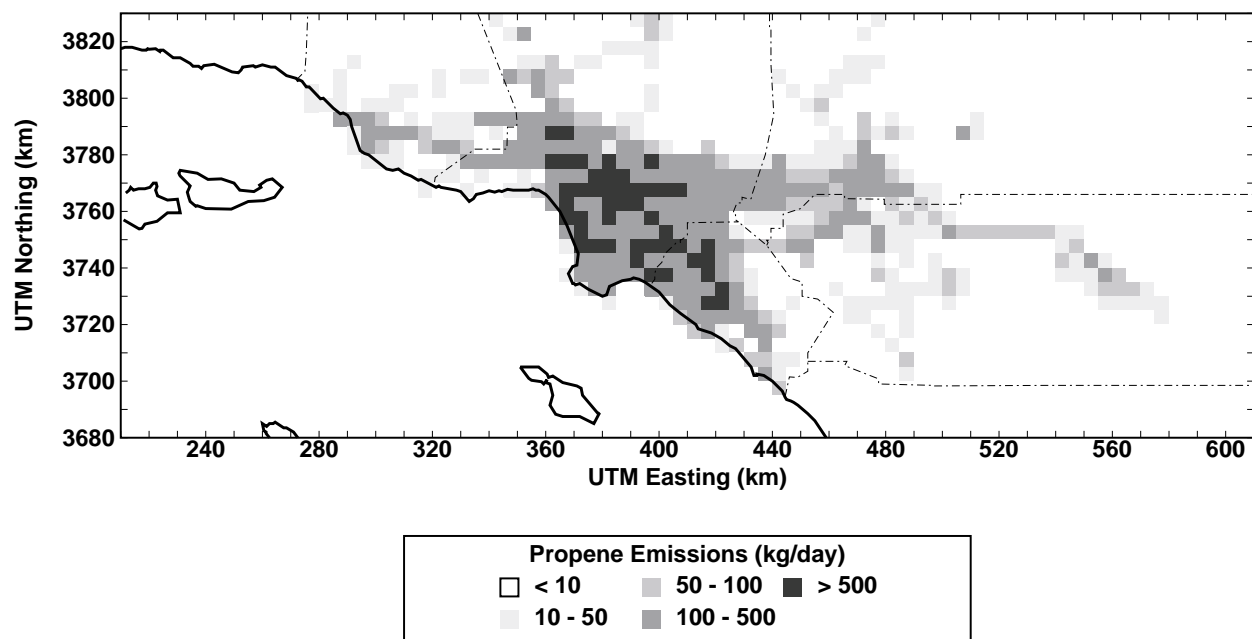 3820
3800
3780
3760
3740
3720
3700
3680
UTM Northing (km)
240 280 320 360 400 440 480 520 560 600
UTM Easting (km)
Propene Emissions (kg/day)
< 10 50 - 100 > 500
10 - 50 100 - 500